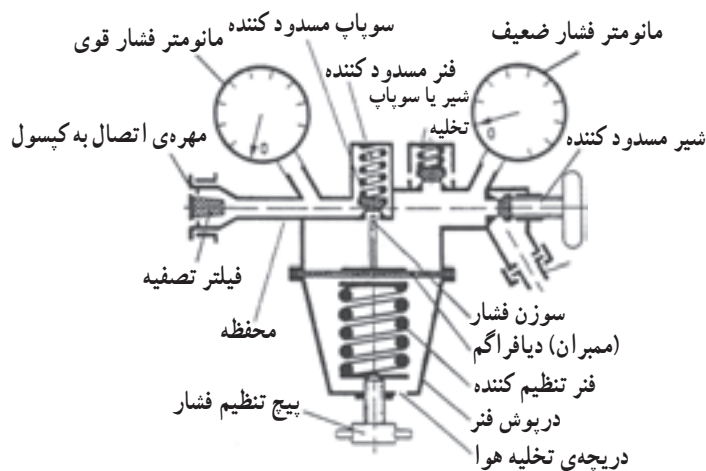 مانومتر فشار ضعیف
سوپاپ مسدود کننده
مانومتر فشار قوی
فنر مسدود کننده
شیر یا سوپاپ
تخلیه
شیر مسدود کننده
مهره‌ی اتصال به کپسول
0
0
فیلتر تصفیه
محفظه
سوزن فشار
(ممبران) دیافراگم
فنر تنظیم کننده
درپوش فنر
دریچه‌ی تخلیه هوا
پیچ تنظیم فشار